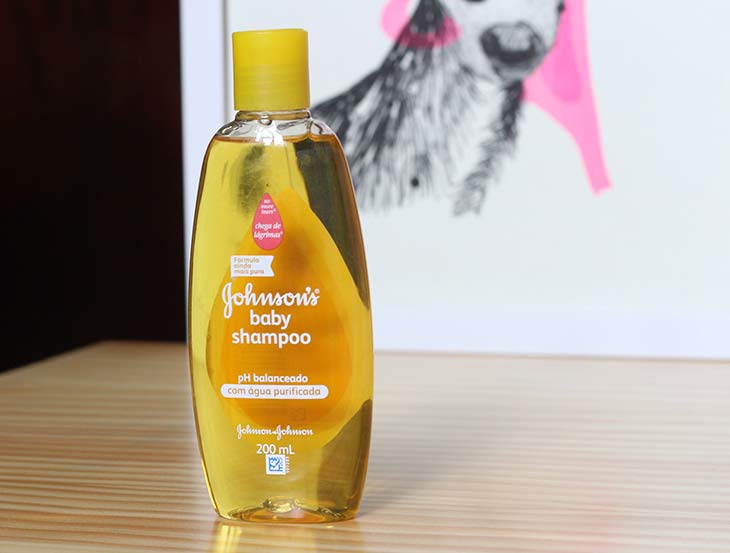 no more
tears®
chega de
lágrimas®
Fórmula
ainda
mais pura
Johnson's®
baby
shampoo
pH balanceado
com água purificada
Johnson & Johnson
200 mL